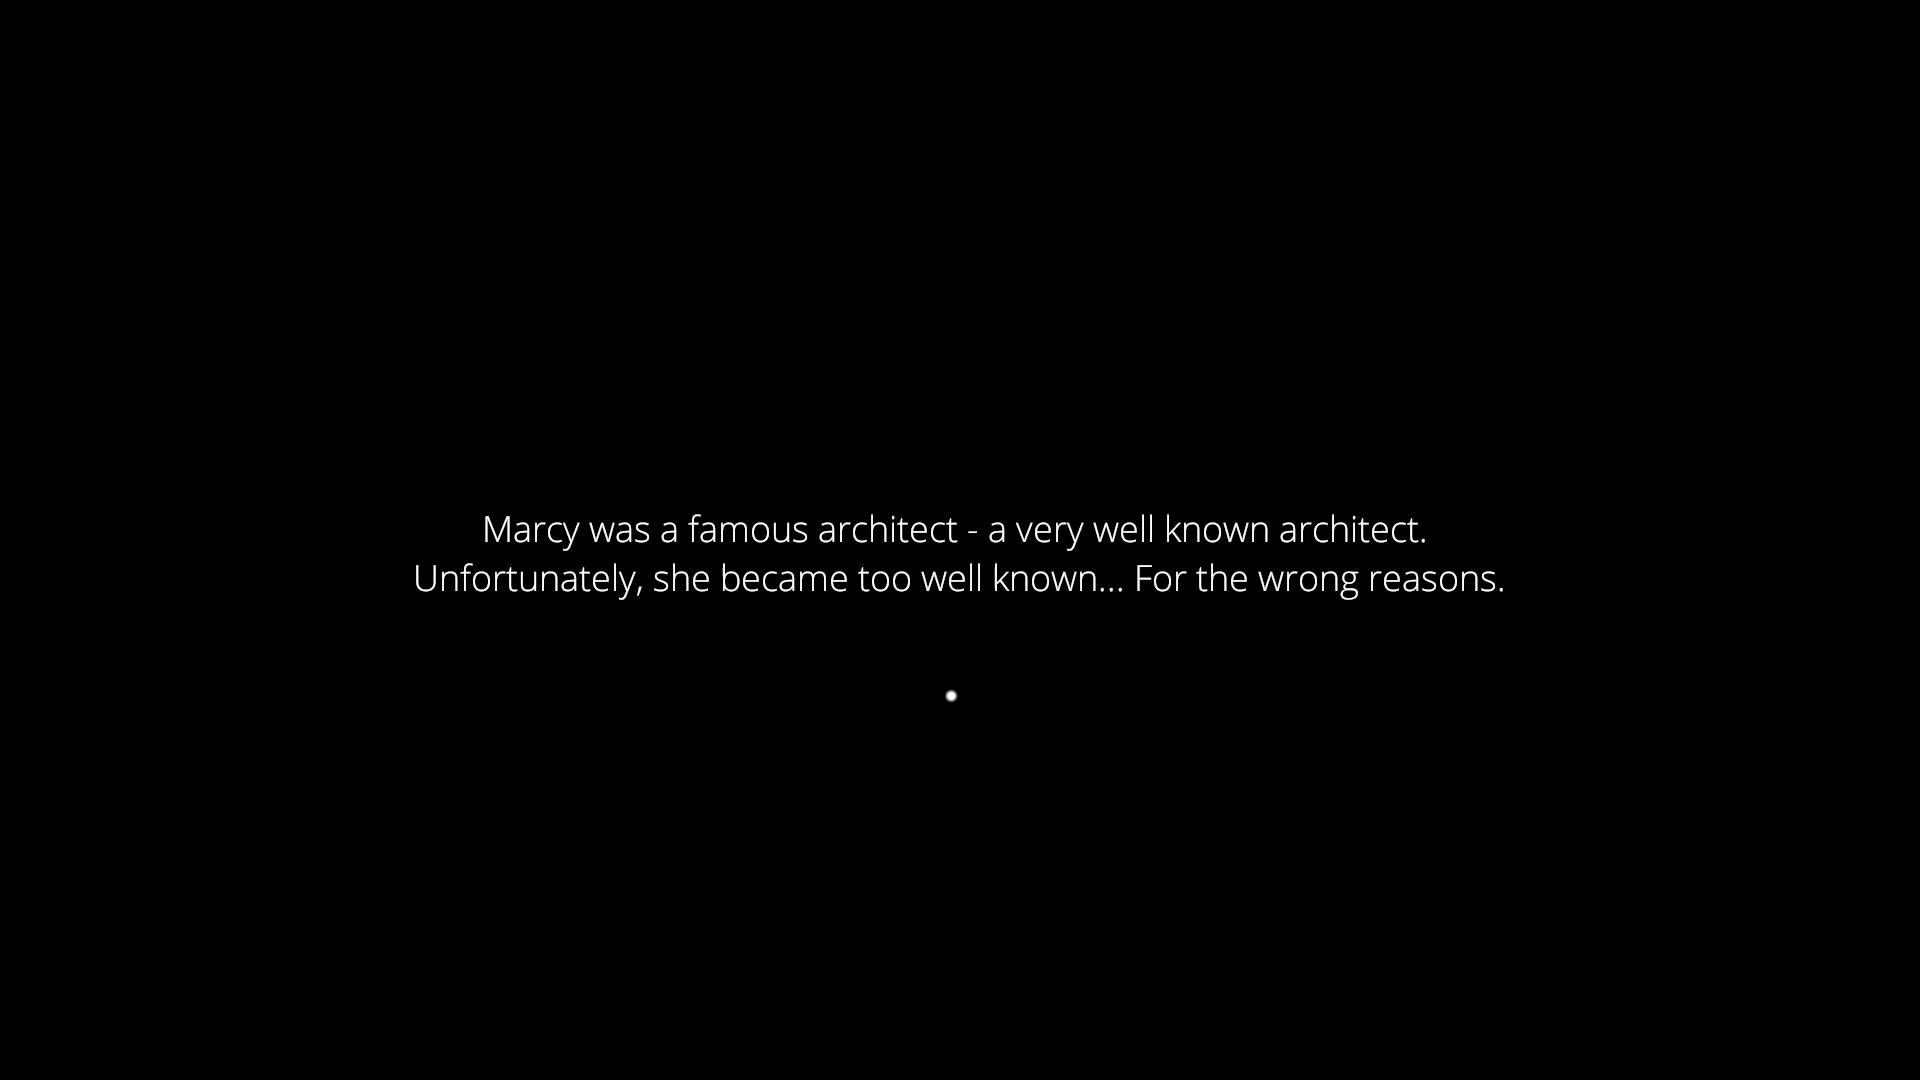 Marcy was a famous architect - a very well known architect.
Unfortunately, she became too well known... For the wrong reasons.